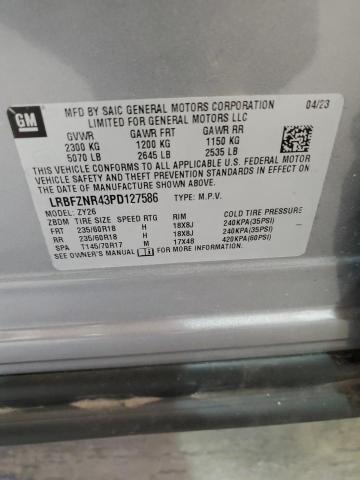 GM
MFD BY SAIC GENERAL MOTORS CORPORATION 04/23
LIMITED FOR GENERAL MOTORS LLC
GVWR GAWR FRT GAWR RR
2300 KG 1200 KG 1150 KG
5070 LB 2645 LB 2535 LB
THIS VEHICLE CONFORMS TO ALL APPLICABLE U.S. FEDERAL MOTOR
VEHICLE SAFETY AND THEFT PREVENTION STANDARDS IN EFFECT
ON THE DATE OF MANUFACTURE SHOWN ABOVE.
LRBFZNR43PD127586 TYPE: M.P.V.
MODEL: ZY26
ZBDM TIRE SIZE SPEED RTG RIM COLD TIRE PRESSURE
FRT 235/60R18 H 18X8J 240KPA(35PSI)
RR 235/60R18 H 18X8J 240KPA(35PSI)
SPA T145/70R17 M 17X4B 420KPA(60PSI)
SEE OWNER'S MANUAL FOR MORE INFORMATION